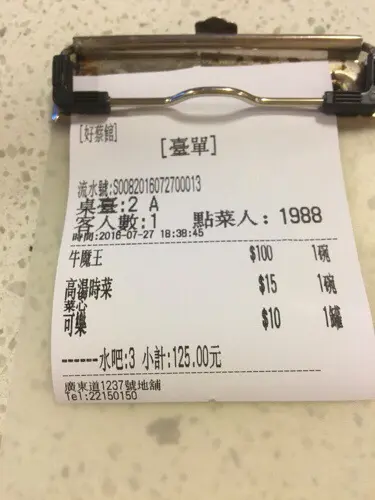 [好蔡館]
[臺單]
流水號:S0082016072700013
桌臺:2 A
客人數:1 點菜人: 1988
時間:2016-07-27 18:38:45
牛魔王 $100 1碗
高湯時菜 $15 1碗
菜心
可樂 $10 1罐
------水吧:3 小計:125.00元
廣東道1237號地舖
Tel:22150150